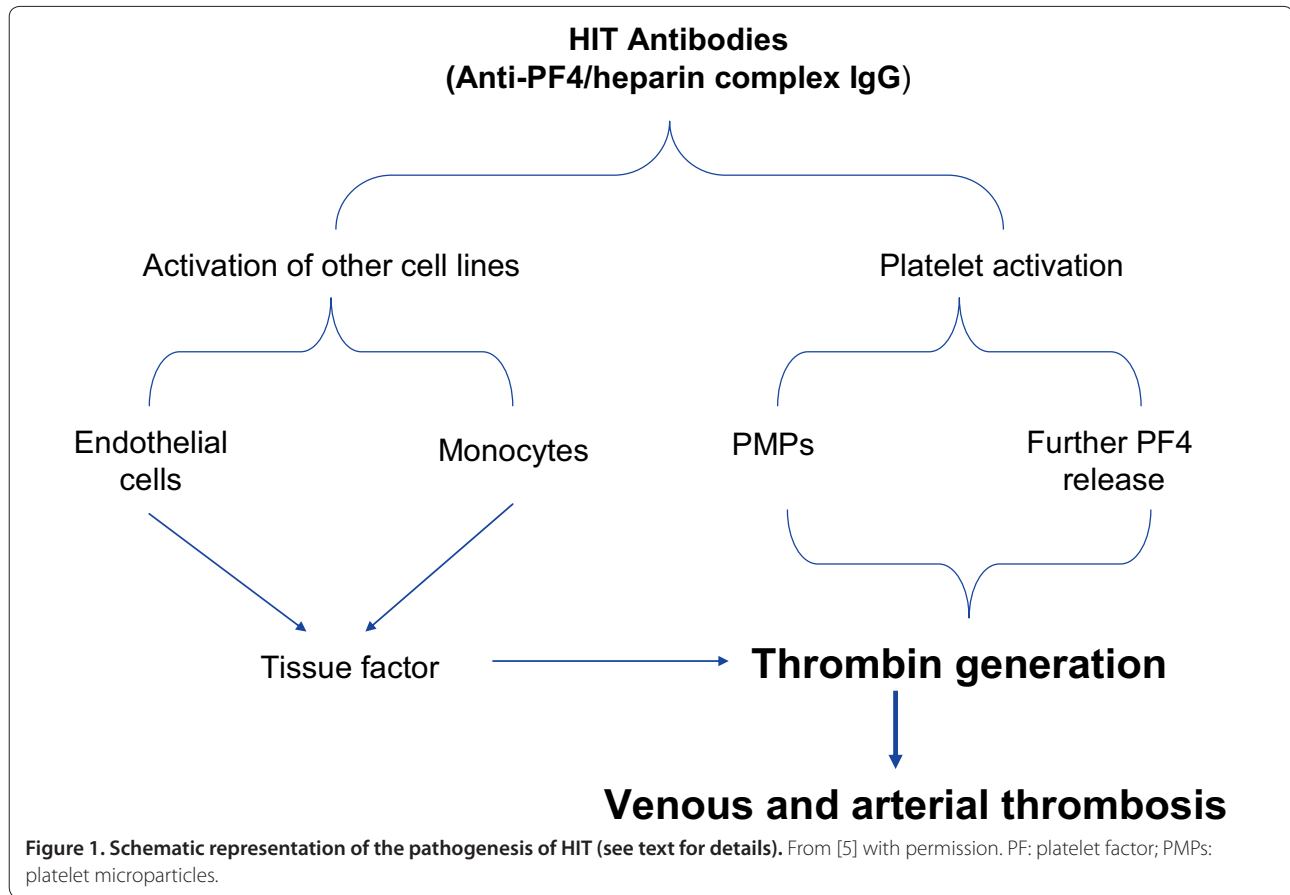 HIT Antibodies
(Anti-PF4/heparin complex IgG)
Activation of other cell lines
Platelet activation
Endothelial
cells
Monocytes
PMPs
Further PF4
release
Tissue factor
Thrombin generation
Venous and arterial thrombosis
Figure 1. Schematic representation of the pathogenesis of HIT (see text for details). From [5] with permission. PF: platelet factor; PMPs:
platelet microparticles.